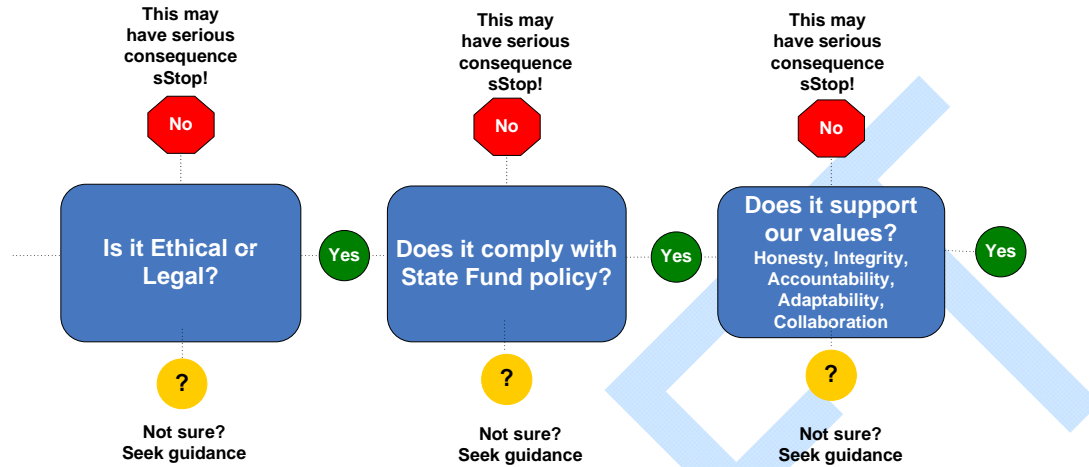 This may
have serious
consequence
sStop!
No
Is it Ethical or
Legal?
?
Not sure?
Seek guidance
Yes
This may
have serious
consequence
sStop!
No
Does it comply with
State Fund policy?
?
Not sure?
Seek guidance
Yes
This may
have serious
consequence
sStop!
No
Does it support
our values?
Honesty, Integrity,
Accountability,
Adaptability,
Collaboration
?
Not sure?
Seek guidance
Yes